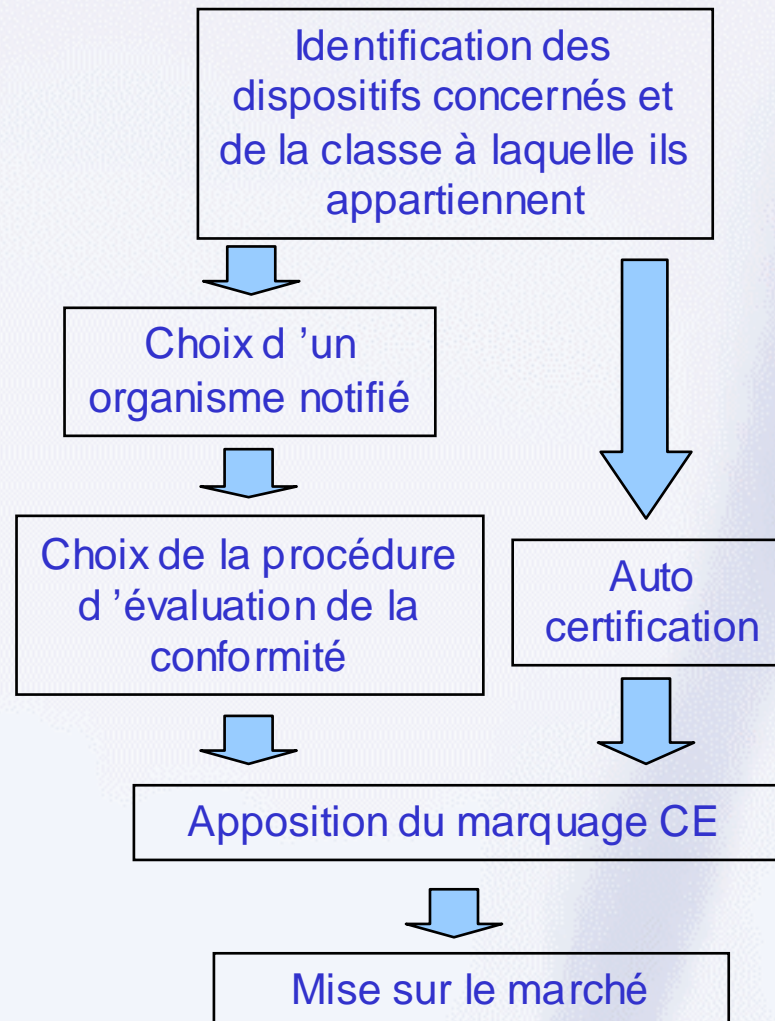 Identification des
dispositifs concernés et
de la classe à laquelle ils
appartiennent
Choix d ’un
organisme notifié
Choix de la procédure
d ’évaluation de la
conformité
Auto
certification
Apposition du marquage CE
Mise sur le marché